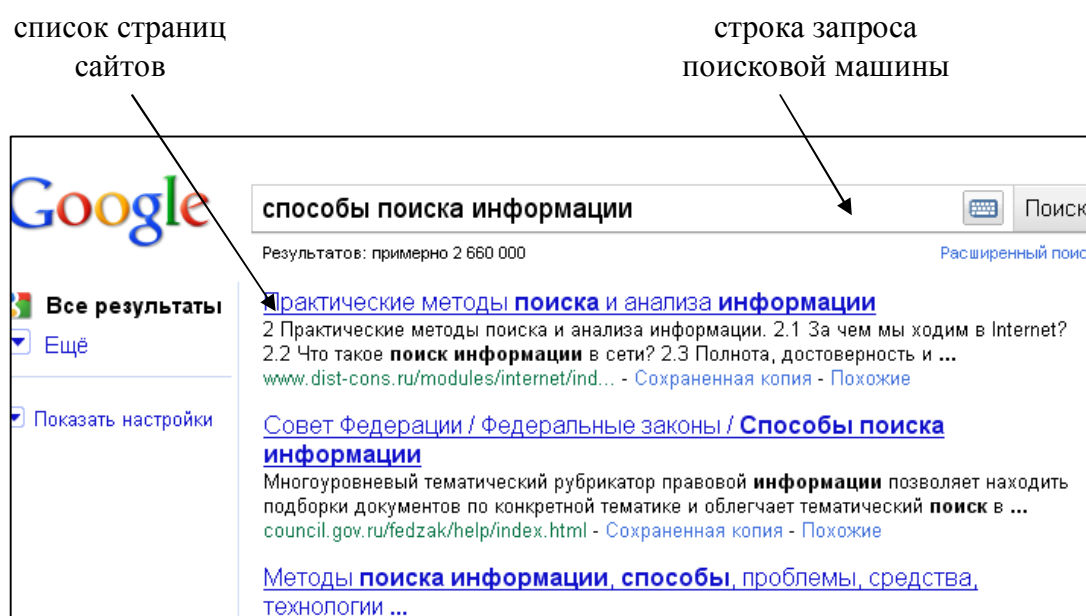 список страниц
сайтов
строка запроса
поисковой машины
Google
способы поиска информации
Поиск
Результатов: примерно 2 660 000
Расширенный поис
Все результаты
Ещё
Показать настройки
Практические методы поиска и анализа информации
2 Практические методы поиска и анализа информации. 2.1 За чем мы ходим в Internet?
2.2 Что такое поиск информации в сети? 2.3 Полнота, достоверность и ...
www.dist-cons.ru/modules/internet/ind... - Сохраненная копия - Похожие
Совет Федерации / Федеральные законы / Способы поиска
информации
Многоуровневый тематический рубрикатор правовой информации позволяет находить
подборки документов по конкретной тематике и облегчает тематический поиск в ...
council.gov.ru/fedzak/help/index.html - Сохраненная копия - Похожие
Методы поиска информации, способы, проблемы, средства,
технологии ...